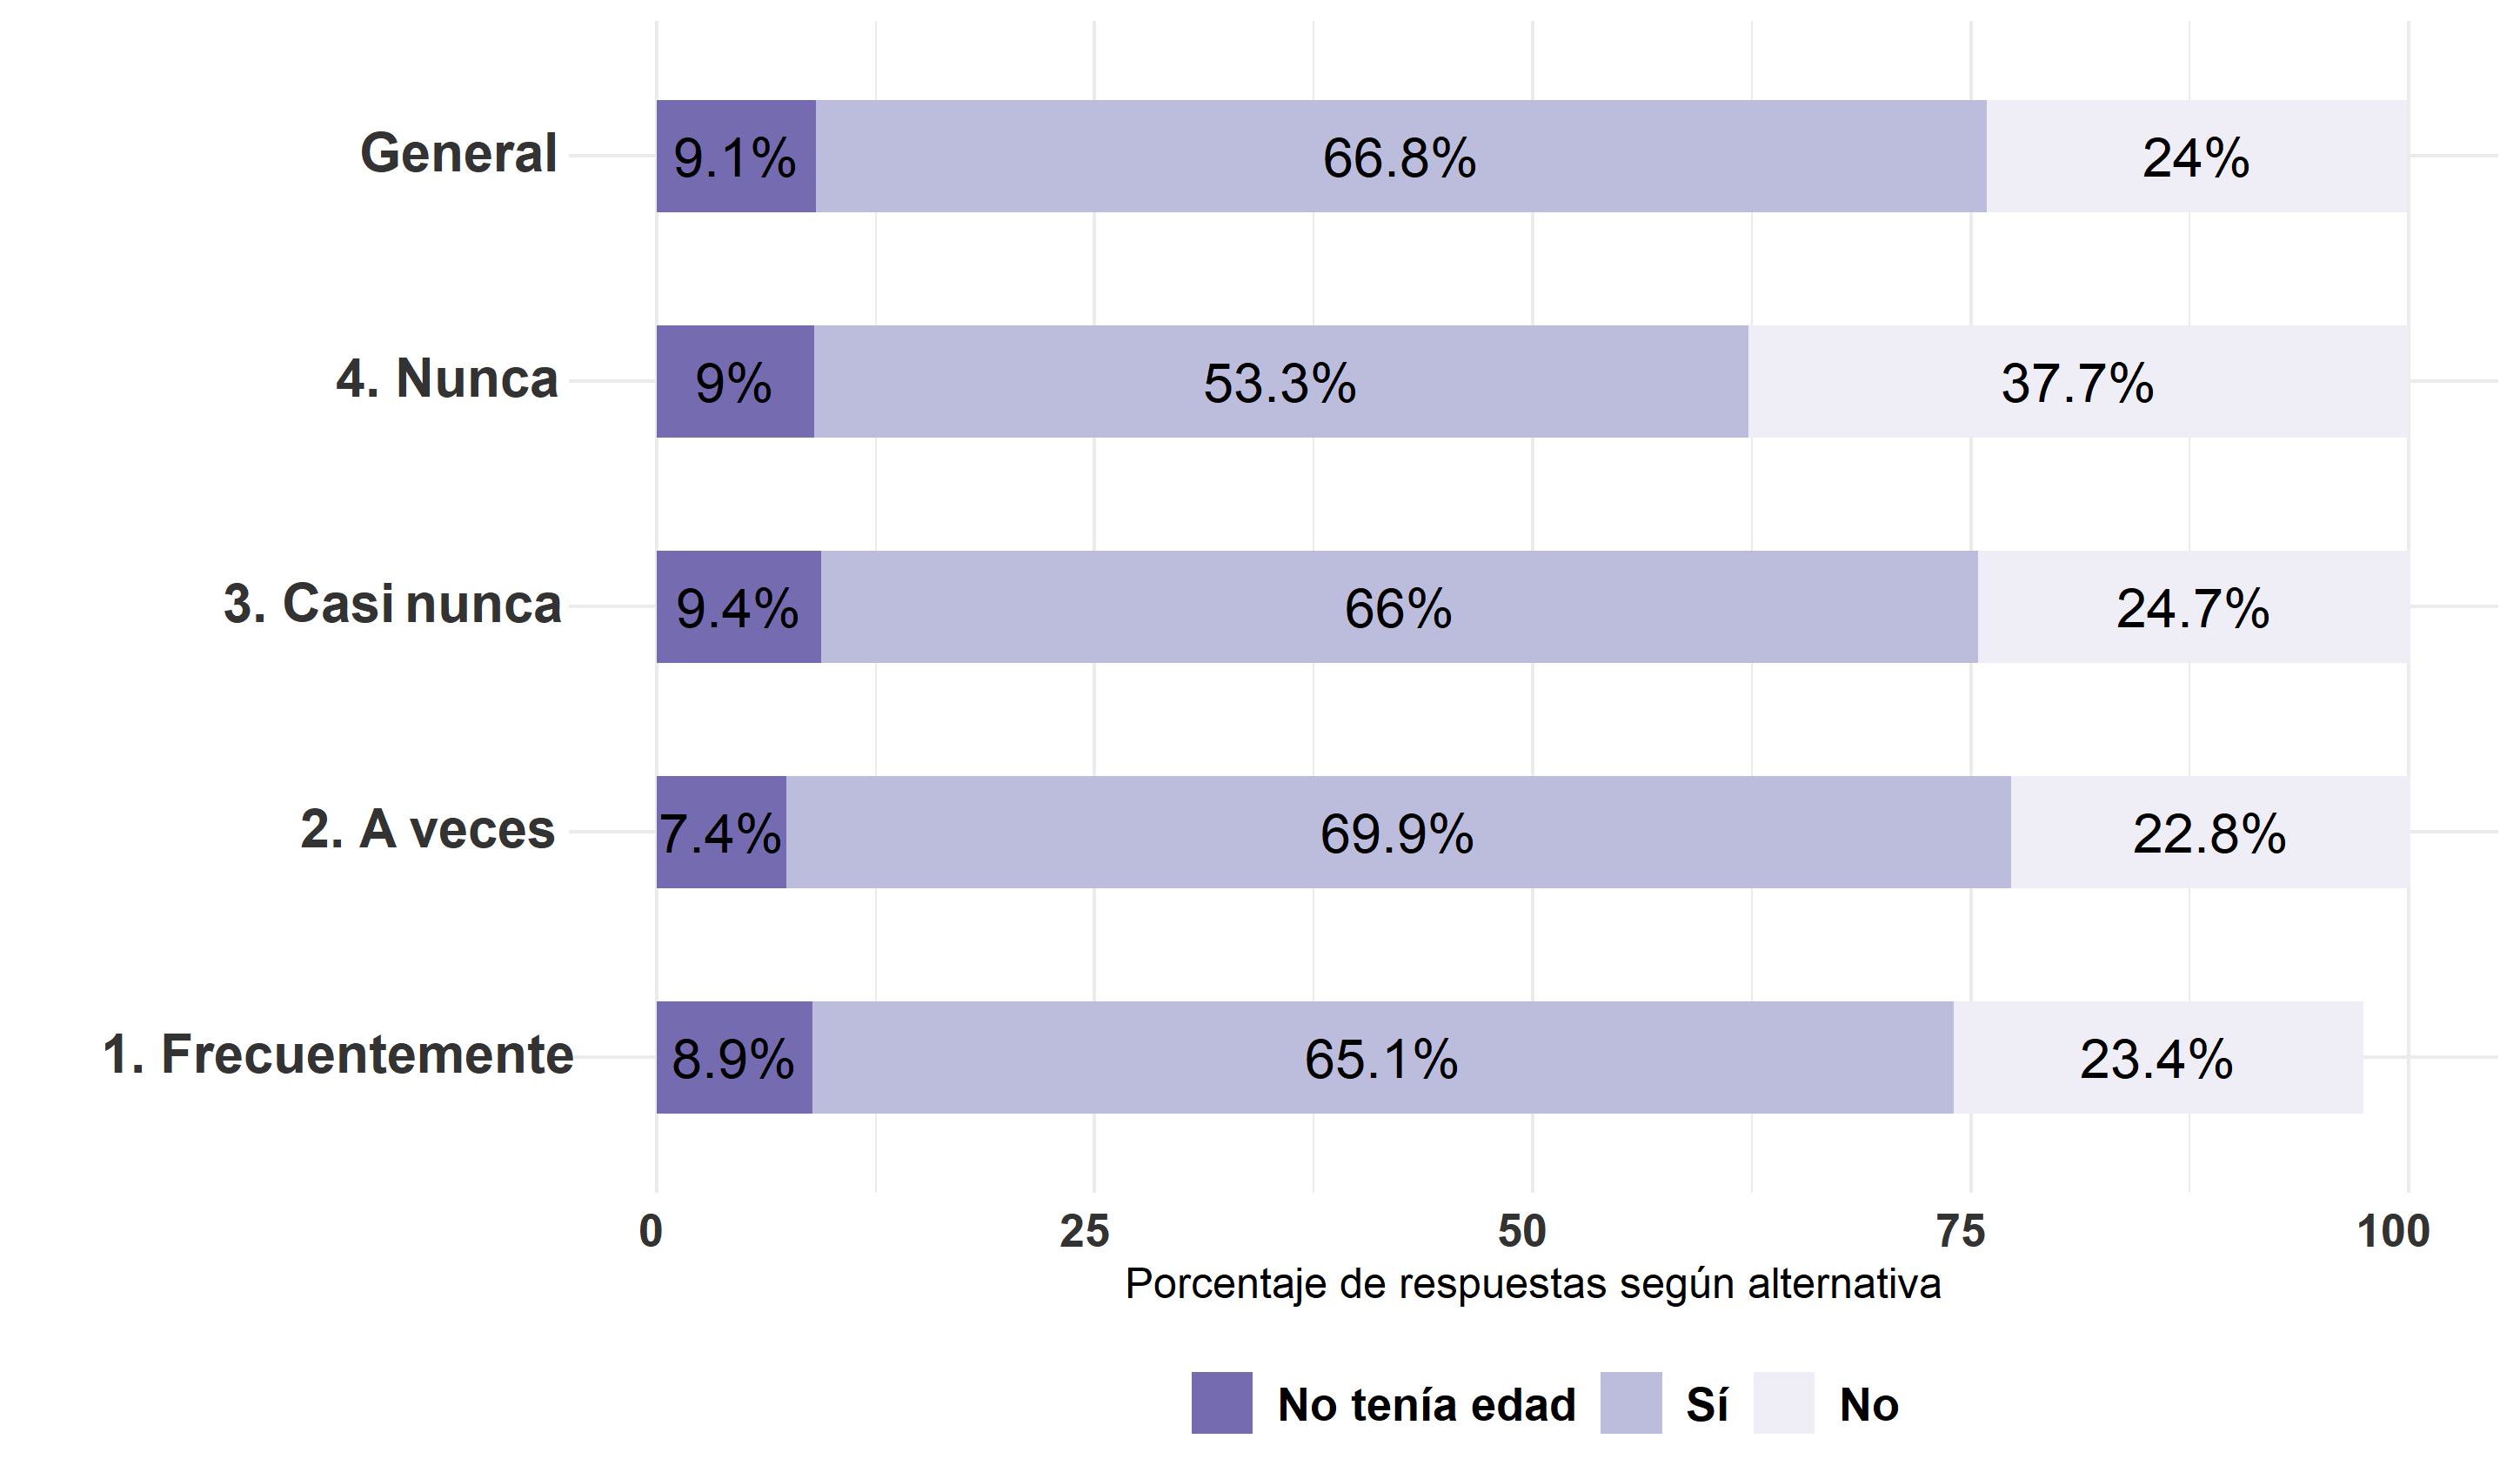 General 9.1% 66.8% 24%
4. Nunca 9% 53.3% 37.7%
3. Casi nunca 9.4% 66% 24.7%
2. A veces 7.4% 69.9% 22.8%
1. Frecuentemente 8.9% 65.1% 23.4%
0 25 50 75 100
Porcentaje de respuestas según alternativa
No tenía edad Sí No